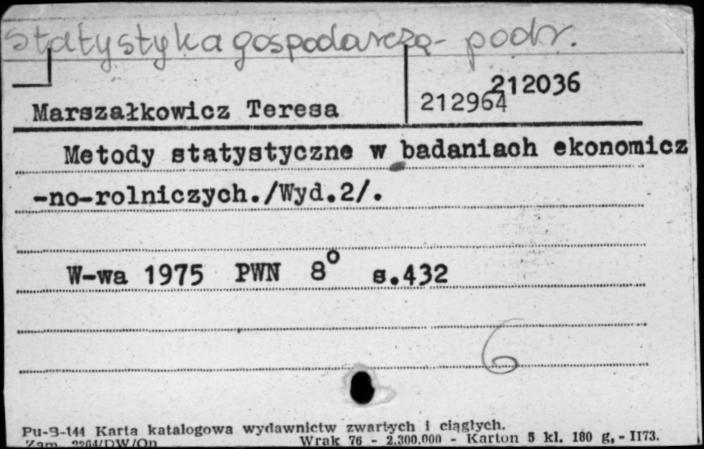 statystyka gospodarcza - podr.
212036
Marszałkowicz Teresa 212964
Metody statystyczne w badaniach ekonomicz
-no-rolniczych./Wyd.2/.
W-wa 1975 PWN 8° s.432
6
Pu-9-144 Karta katalogowa wydawnictw zwartych i ciągłych.
Zam. Wrak 76 - 2,300,000 - Karton 5 kl. 180 g, - II73.